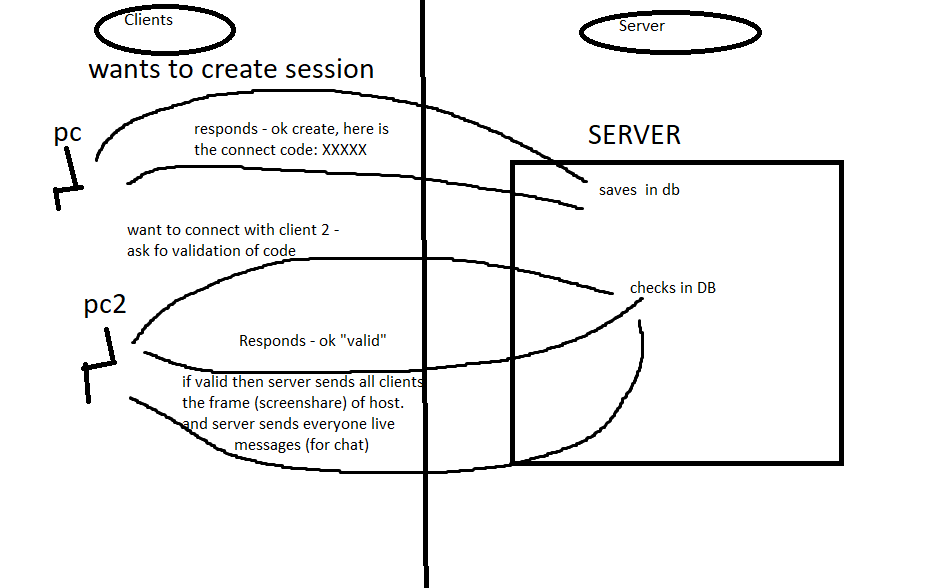 Clients
Server
wants to create session
pc
responds - ok create, here is
the connect code: XXXXX
SERVER
saves in db
want to connect with client 2 -
ask fo validation of code
checks in DB
pc2
Responds - ok "valid"
if valid then server sends all clients
the frame (screenshare) of host.
and server sends everyone live
messages (for chat)